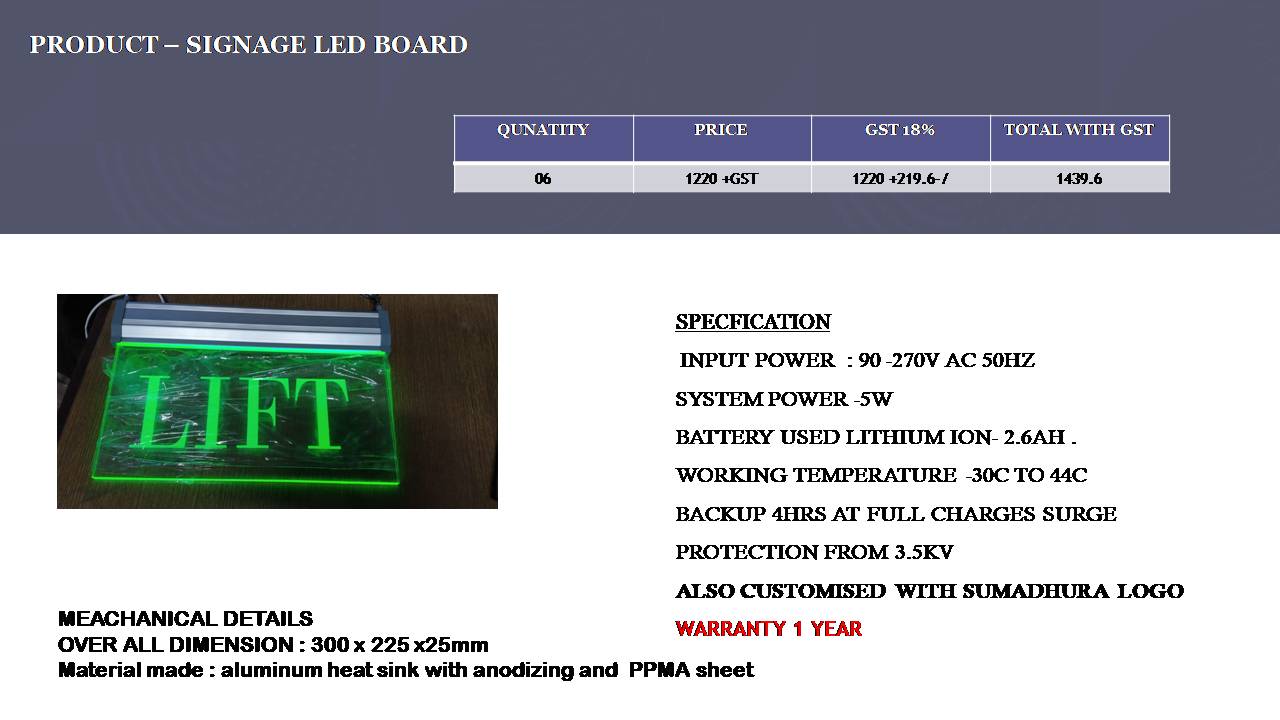 PRODUCT – SIGNAGE LED BOARD
QUNATITY PRICE GST 18% TOTAL WITH GST
06 1220 +GST 1220 +219.6-/ 1439.6
LIFT
SPECFICATION
INPUT POWER : 90 -270V AC 50HZ
SYSTEM POWER -5W
BATTERY USED LITHIUM ION- 2.6AH .
WORKING TEMPERATURE -30C TO 44C
BACKUP 4HRS AT FULL CHARGES SURGE
PROTECTION FROM 3.5KV
ALSO CUSTOMISED WITH SUMADHURA LOGO
WARRANTY 1 YEAR
MEACHANICAL DETAILS
OVER ALL DIMENSION : 300 x 225 x25mm
Material made : aluminum heat sink with anodizing and PPMA sheet